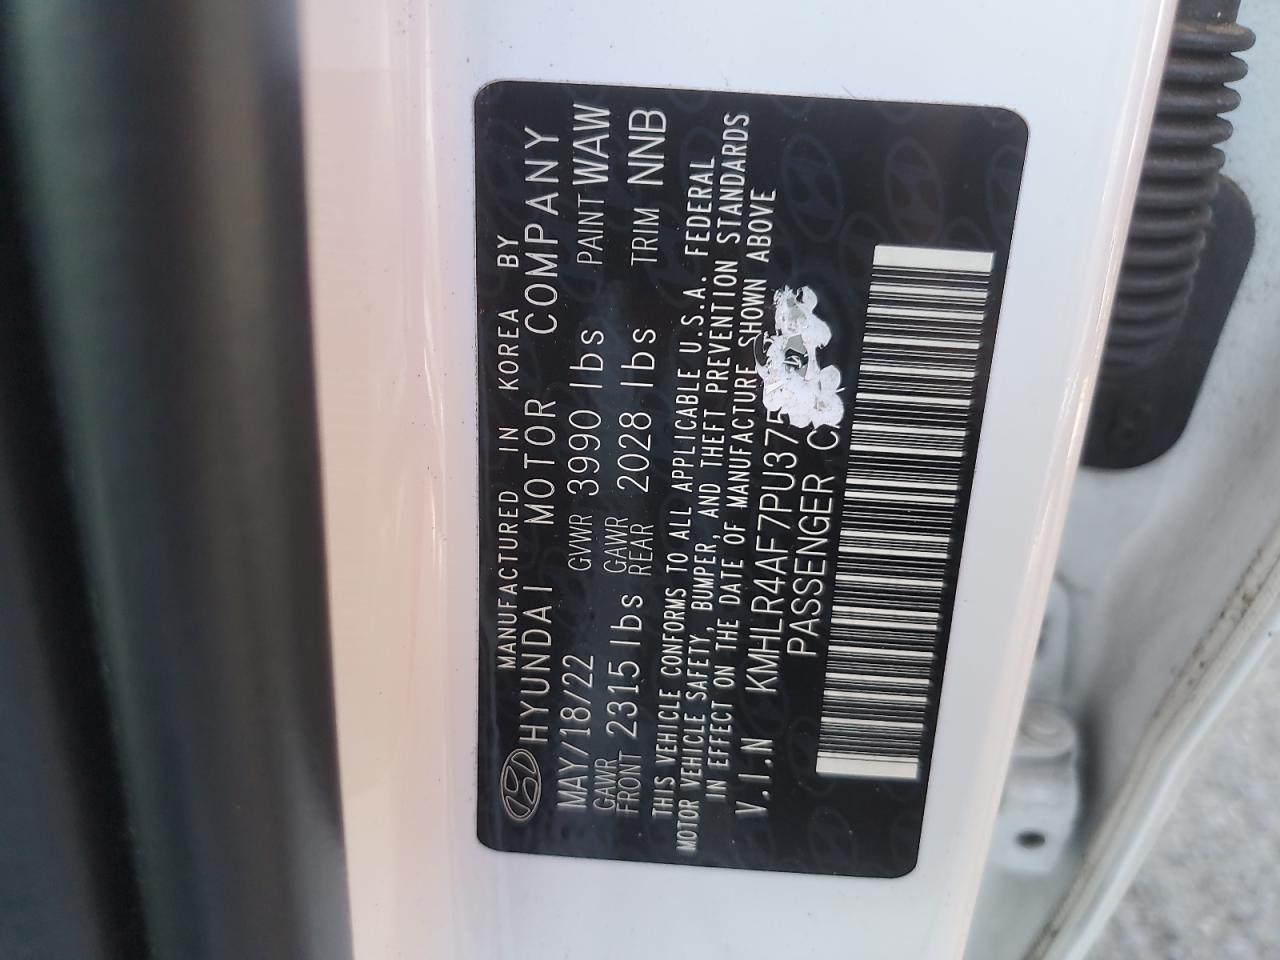 MANUFACTURED IN KOREA BY
HYUNDAI MOTOR COMPANY
MAY/18/22 GVWR 3990 lbs PAINT WAW
GAWR FRONT 2315 lbs GAWR REAR 2028 lbs TRIM NNB
THIS VEHICLE CONFORMS TO ALL APPLICABLE U.S.A. FEDERAL
MOTOR VEHICLE SAFETY, BUMPER, AND THEFT PREVENTION STANDARDS
IN EFFECT ON THE DATE OF MANUFACTURE SHOWN ABOVE
V.I.N KMHLR4AF7PU375
PASSENGER